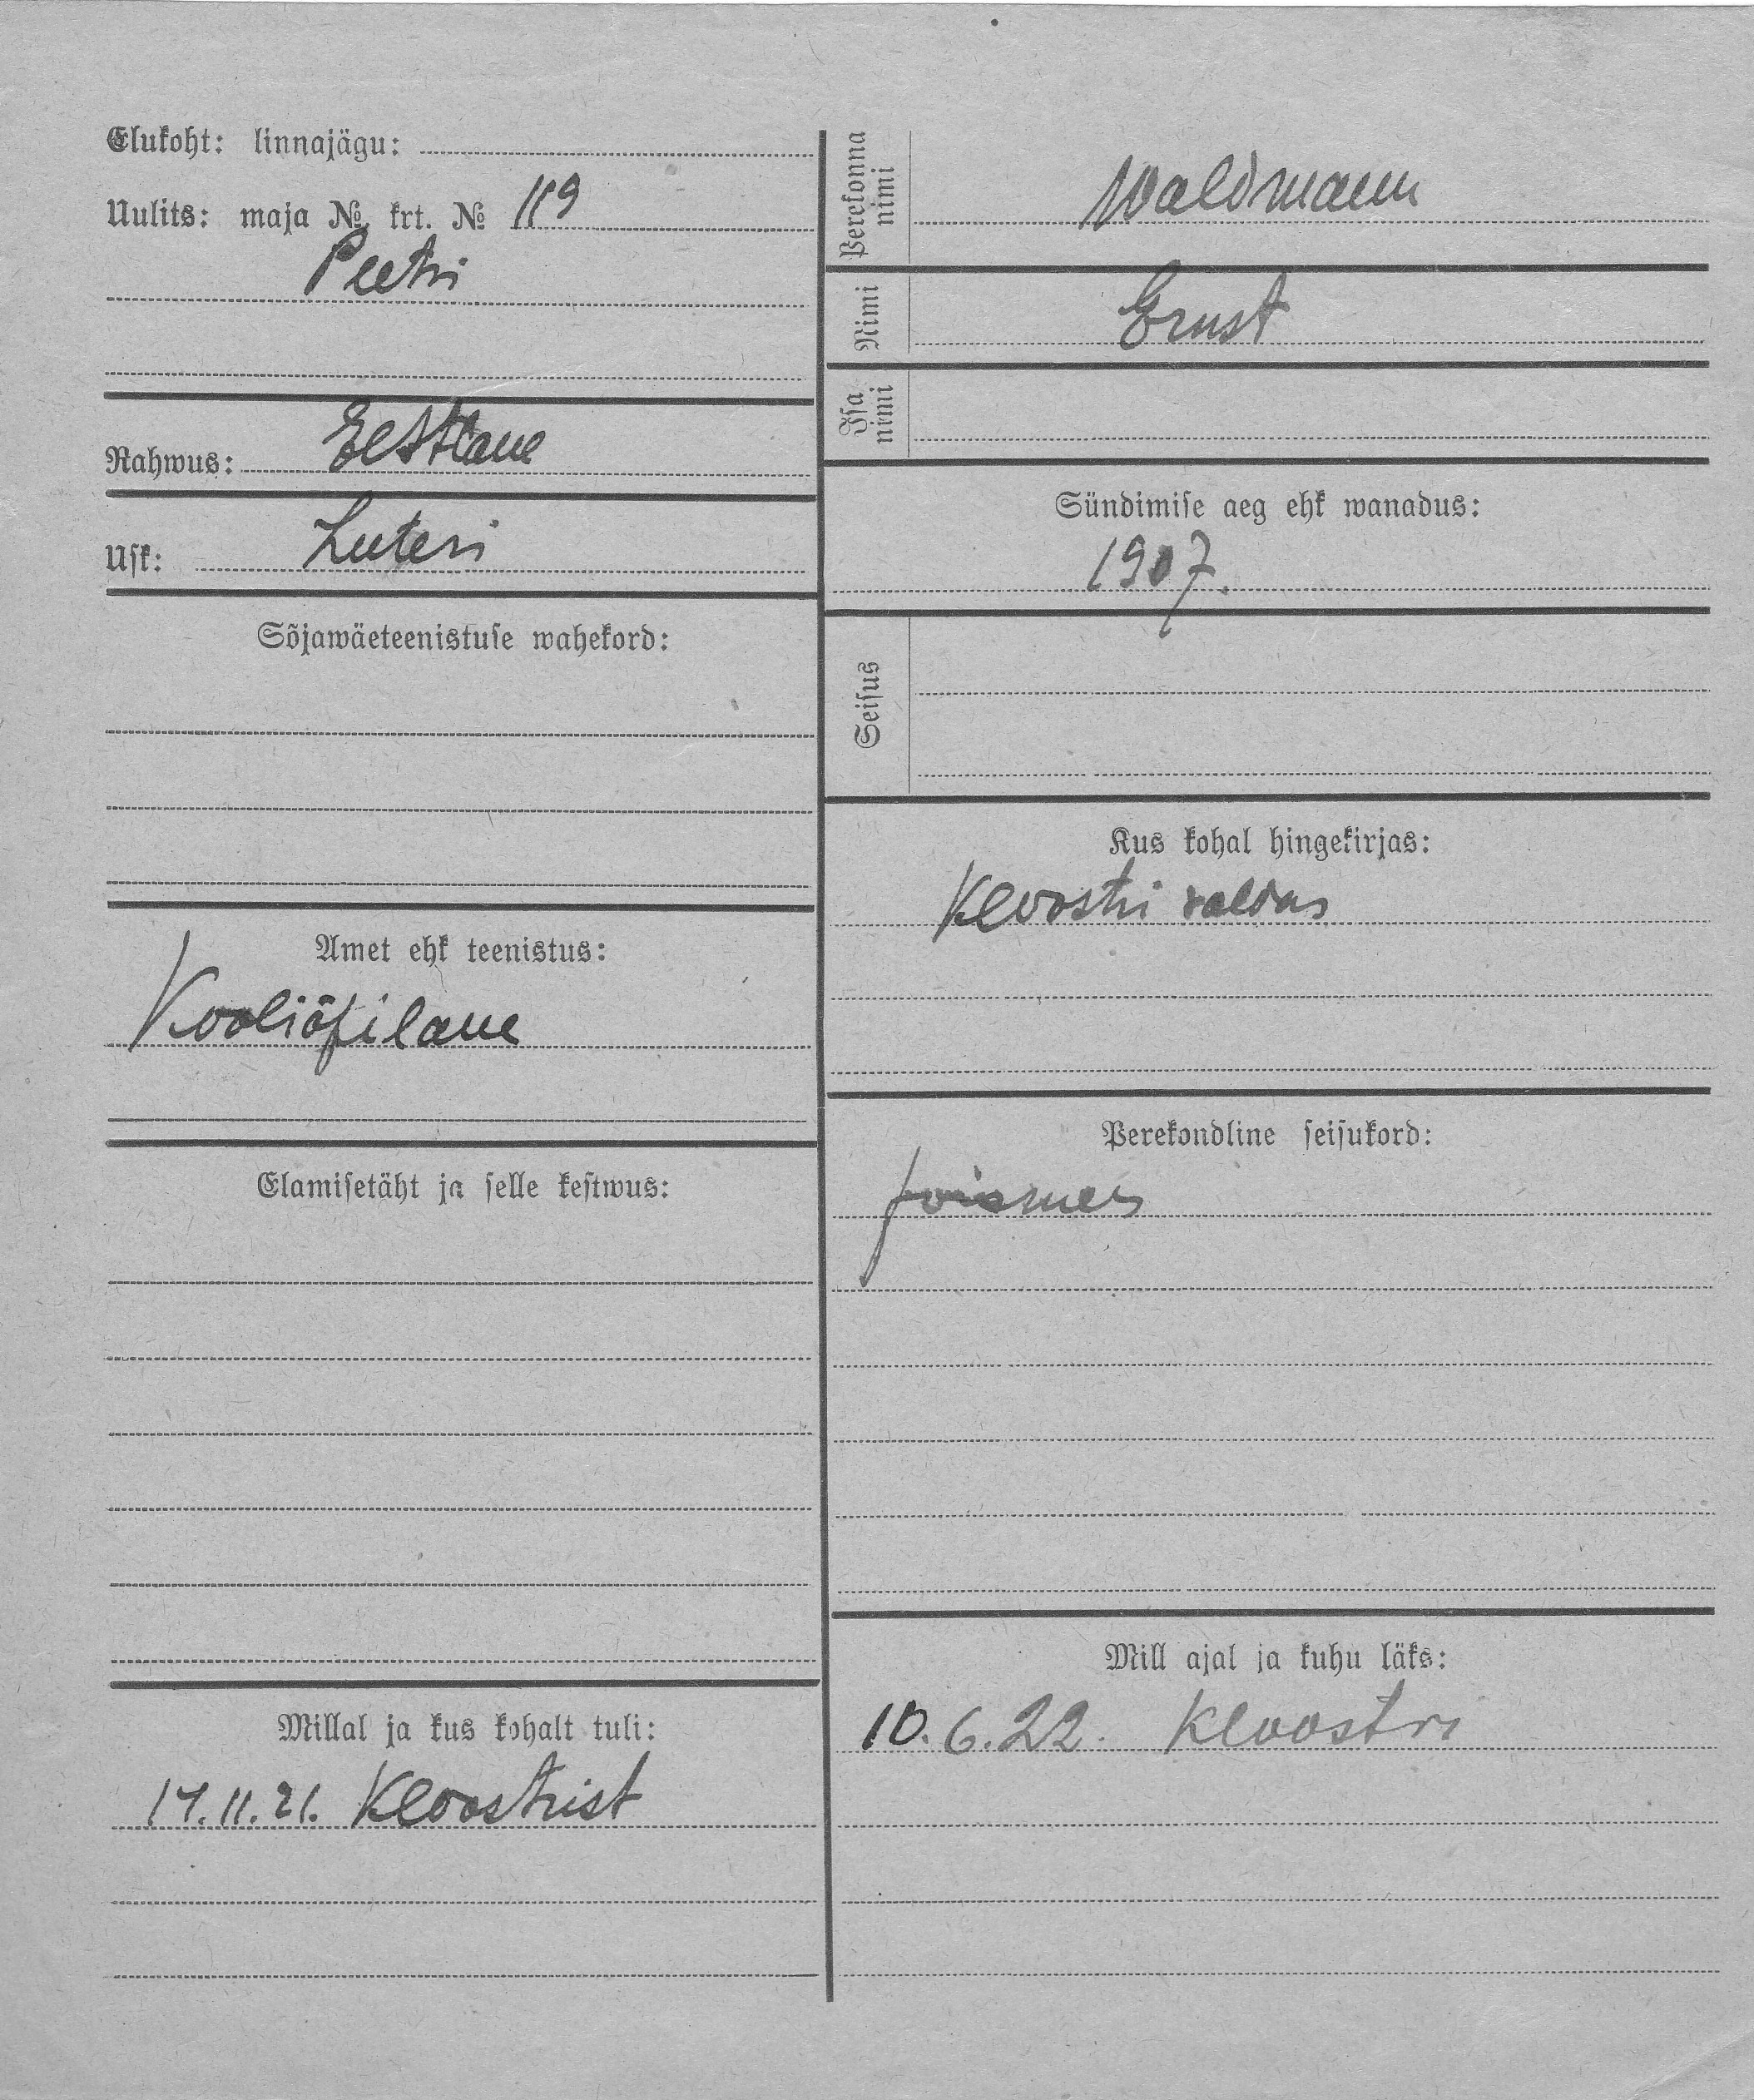 Elukoht: linnajägu:
Uulits: maja № krt. № 119
Peetri
Rahwus: Eestlane
Usk: Luteri
Sõjawäeteenistuse wahekord:
Amet ehk teenistus:
Kooliõpilane
Elamisetäht ja selle kestwus:
Millal ja kus kohalt tuli:
14.11.21. Kloostrist
Perekonna nimi
Waldmann
Nimi
Ernst
Isa nimi
Sündimise aeg ehk wanadus:
1907.
Seisus
Kus kohal hingekirjas:
Kloostri vallas
Perekondline seisukord:
poismees
Mill ajal ja kuhu läks:
10.6.22. Kloostri